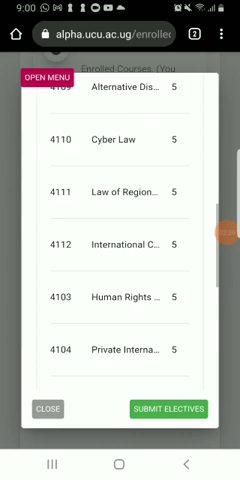 9:00
alpha.ucu.ac.ug/enrolled
2
Enrolled Courses. (You
OPEN MENU
4109 Alternative Dis... 5
4110 Cyber Law 5
4111 Law of Region... 5
4112 International C... 5
4103 Human Rights ... 5
4104 Private Interna... 5
CLOSE
SUBMIT ELECTIVES